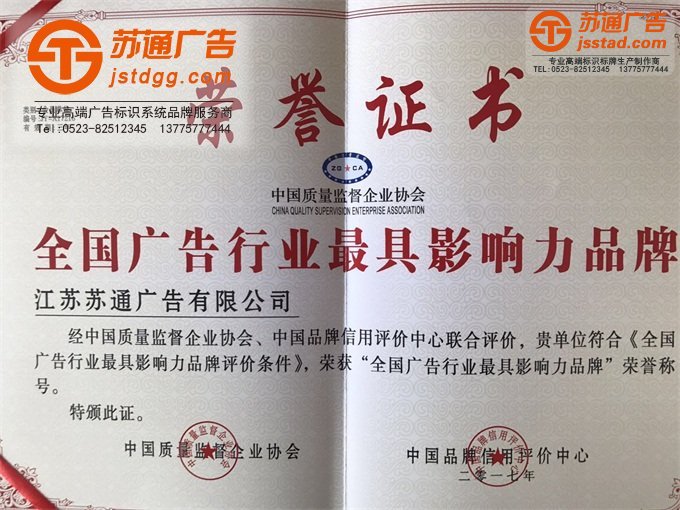 苏通广告
jstdgg.com
专业高端广告标识系统品牌服务商
Tel:0523-82512345 13775777444
苏通广告
jsstad.com
专业高端标识标牌生产制作商
TEL:0523-82512345 13775777444
荣誉证书
ZQ★CA
中国质量监督企业协会
CHINA QUALITY SUPERVISION ENTERPRISE ASSOCIATION
全国广告行业最具影响力品牌
江苏苏通广告有限公司
经中国质量监督企业协会、中国品牌信用评价中心联合评价，贵单位符合《全国
广告行业最具影响力品牌评价条件》，荣获“全国广告行业最具影响力品牌”荣誉称
号。
特颁此证。
中国质量监督企业协会
中国品牌信用评价中心
二〇一七年